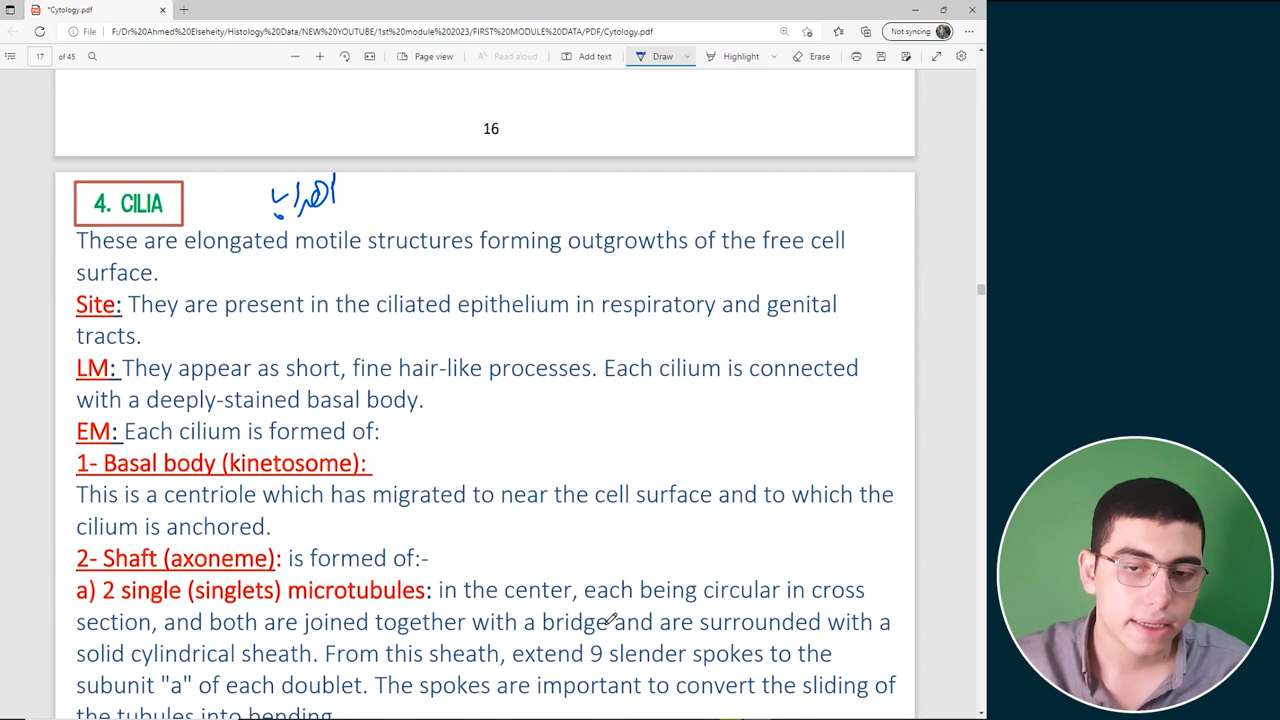 *Cytology.pdf
File
F:/Dr%20Ahmed%20Elseheity/Histology%20Data/NEW%20YOUTUBE/1st%20module%202023/FIRST%20MODULE%20DATA/PDF/Cytology.pdf
Not syncing
17 of 45
Page view
Read aloud
Add text
Draw
Highlight
Erase
16
4. CILIA
These are elongated motile structures forming outgrowths of the free cell
surface.
Site: They are present in the ciliated epithelium in respiratory and genital
tracts.
LM: They appear as short, fine hair-like processes. Each cilium is connected
with a deeply-stained basal body.
EM: Each cilium is formed of:
1- Basal body (kinetosome):
This is a centriole which has migrated to near the cell surface and to which the
cilium is anchored.
2- Shaft (axoneme): is formed of:-
a) 2 single (singlets) microtubules: in the center, each being circular in cross
section, and both are joined together with a bridge and are surrounded with a
solid cylindrical sheath. From this sheath, extend 9 slender spokes to the
subunit "a" of each doublet. The spokes are important to convert the sliding of
the tubules into bending.